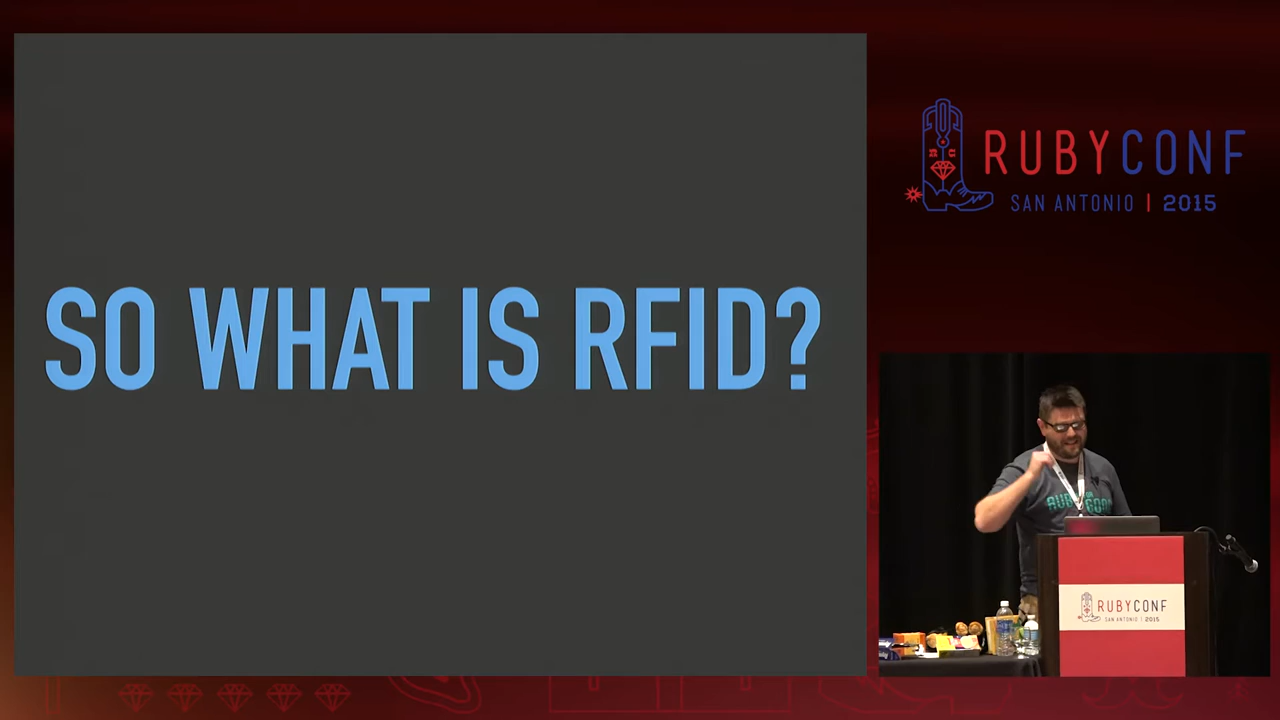 SO WHAT IS RFID?
RUBYCONF
SAN ANTONIO | 2015
RUBYCONF
SAN ANTONIO | 2015